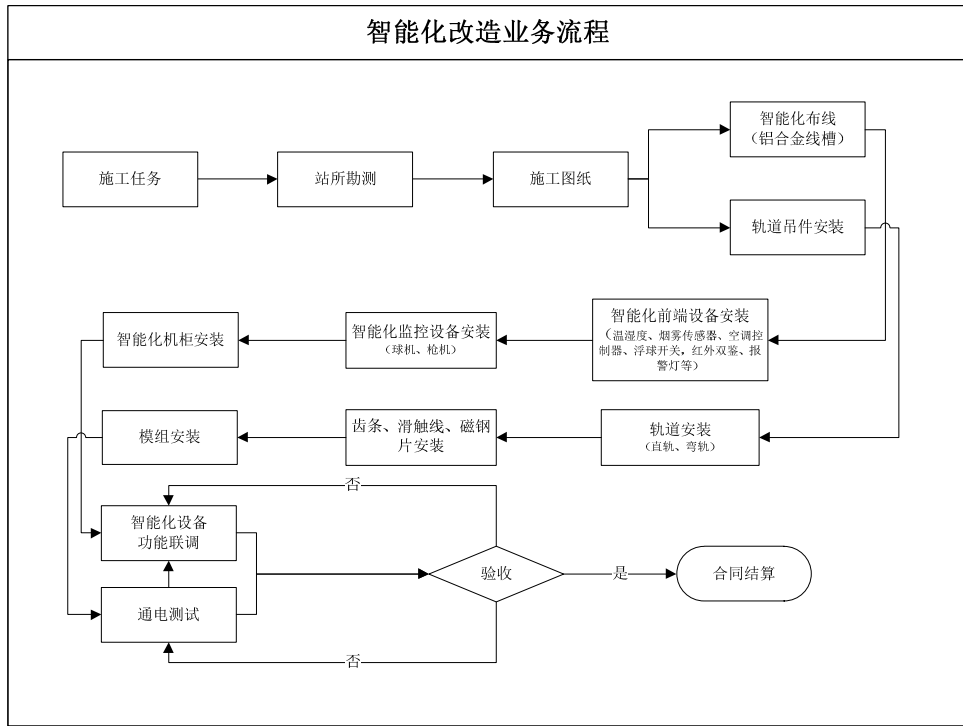 智能化改造业务流程
智能化布线
（铝合金线槽）
施工任务
站所勘测
施工图纸
轨道吊件安装
智能化机柜安装
智能化监控设备安装
（球机、枪机）
智能化前端设备安装
（温湿度、烟雾传感器、空调控
制器、浮球开关，红外双鉴、报
警灯等）
模组安装
齿条、滑触线、磁钢
片安装
轨道安装
（直轨、弯轨）
否
智能化设备
功能联调
验收
是
合同结算
通电测试
否